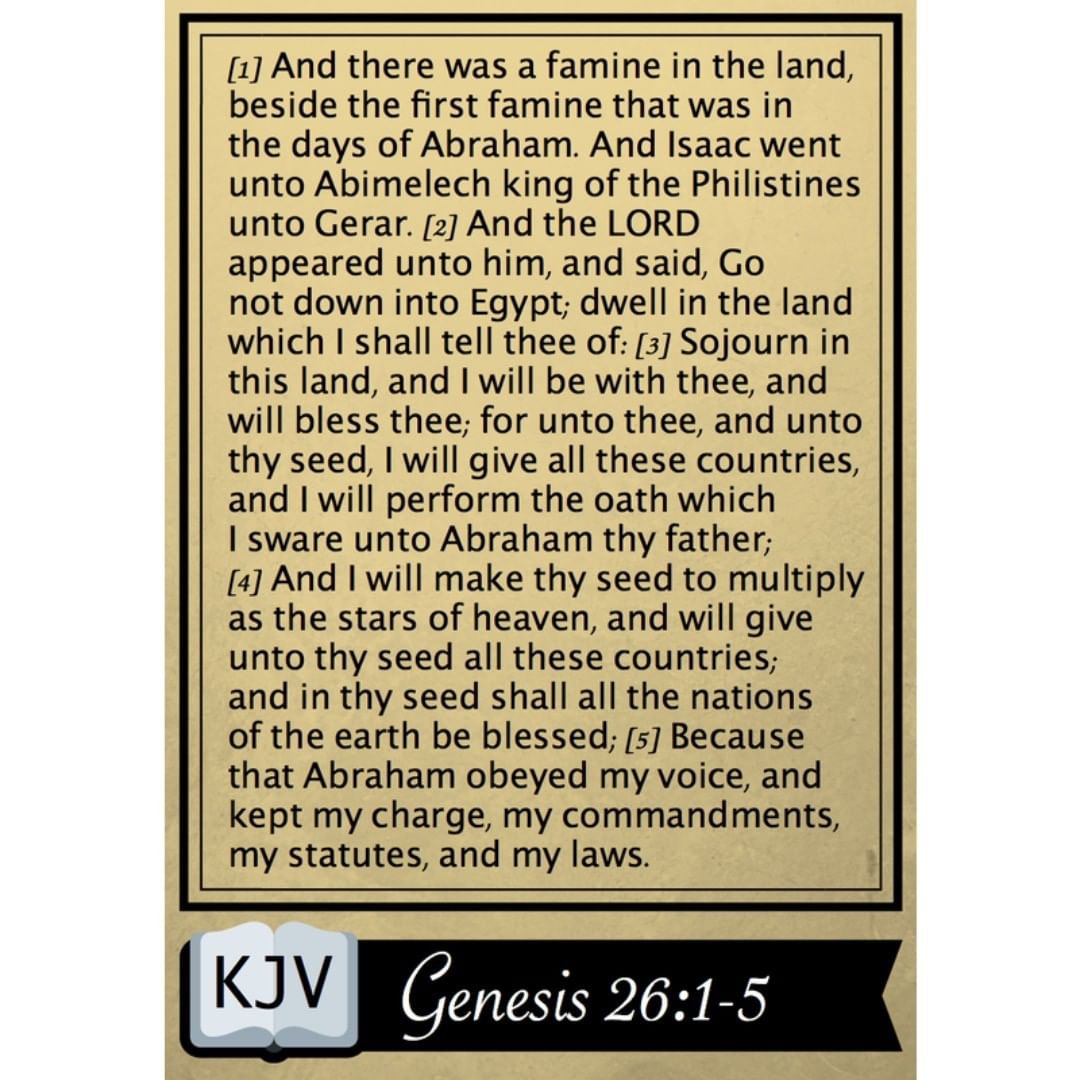 [1] And there was a famine in the land,
beside the first famine that was in
the days of Abraham. And Isaac went
unto Abimelech king of the Philistines
unto Gerar. [2] And the LORD
appeared unto him, and said, Go
not down into Egypt; dwell in the land
which I shall tell thee of: [3] Sojourn in
this land, and I will be with thee, and
will bless thee; for unto thee, and unto
thy seed, I will give all these countries,
and I will perform the oath which
I sware unto Abraham thy father;
[4] And I will make thy seed to multiply
as the stars of heaven, and will give
unto thy seed all these countries;
and in thy seed shall all the nations
of the earth be blessed; [5] Because
that Abraham obeyed my voice, and
kept my charge, my commandments,
my statutes, and my laws.
KJV
Genesis 26:1-5